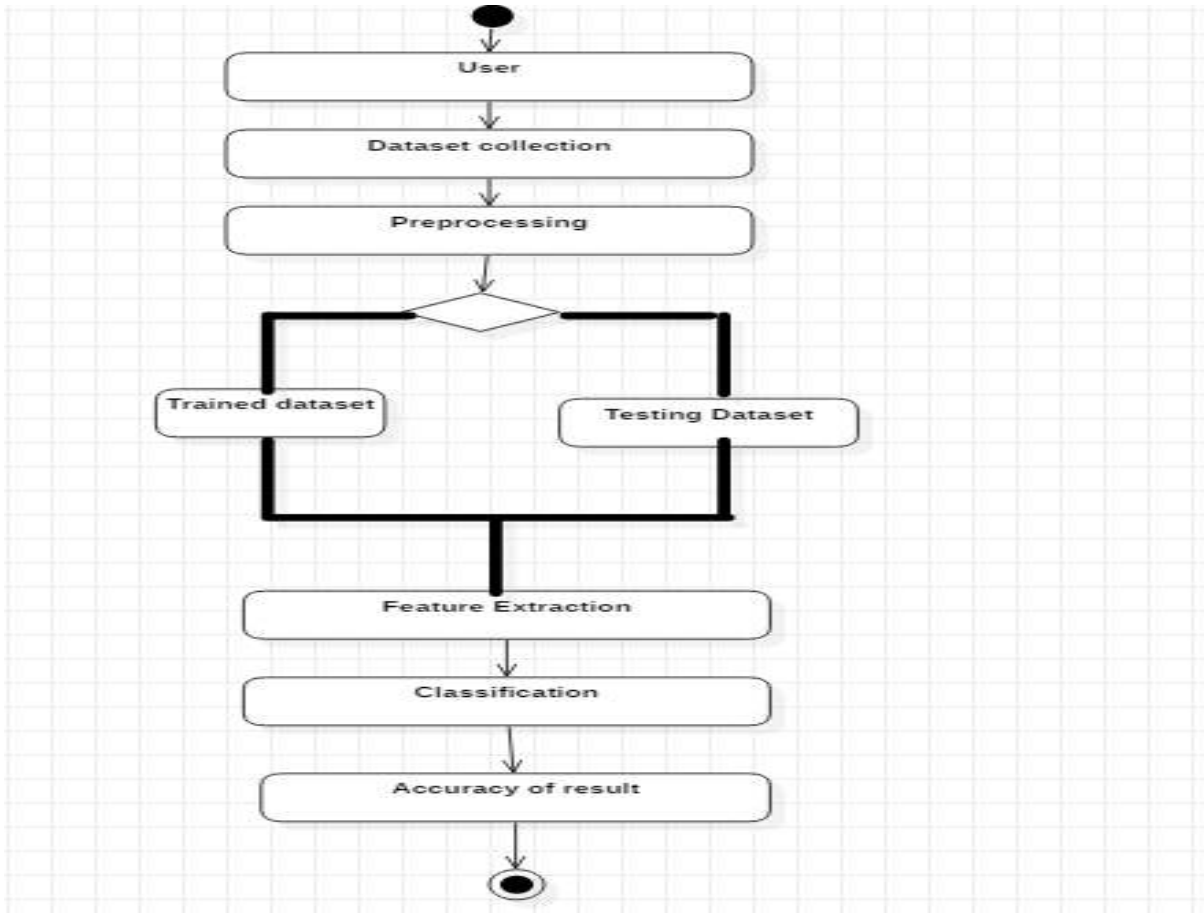 User
Dataset collection
Preprocessing
Trained dataset
Testing Dataset
Feature Extraction
Classification
Accuracy of result